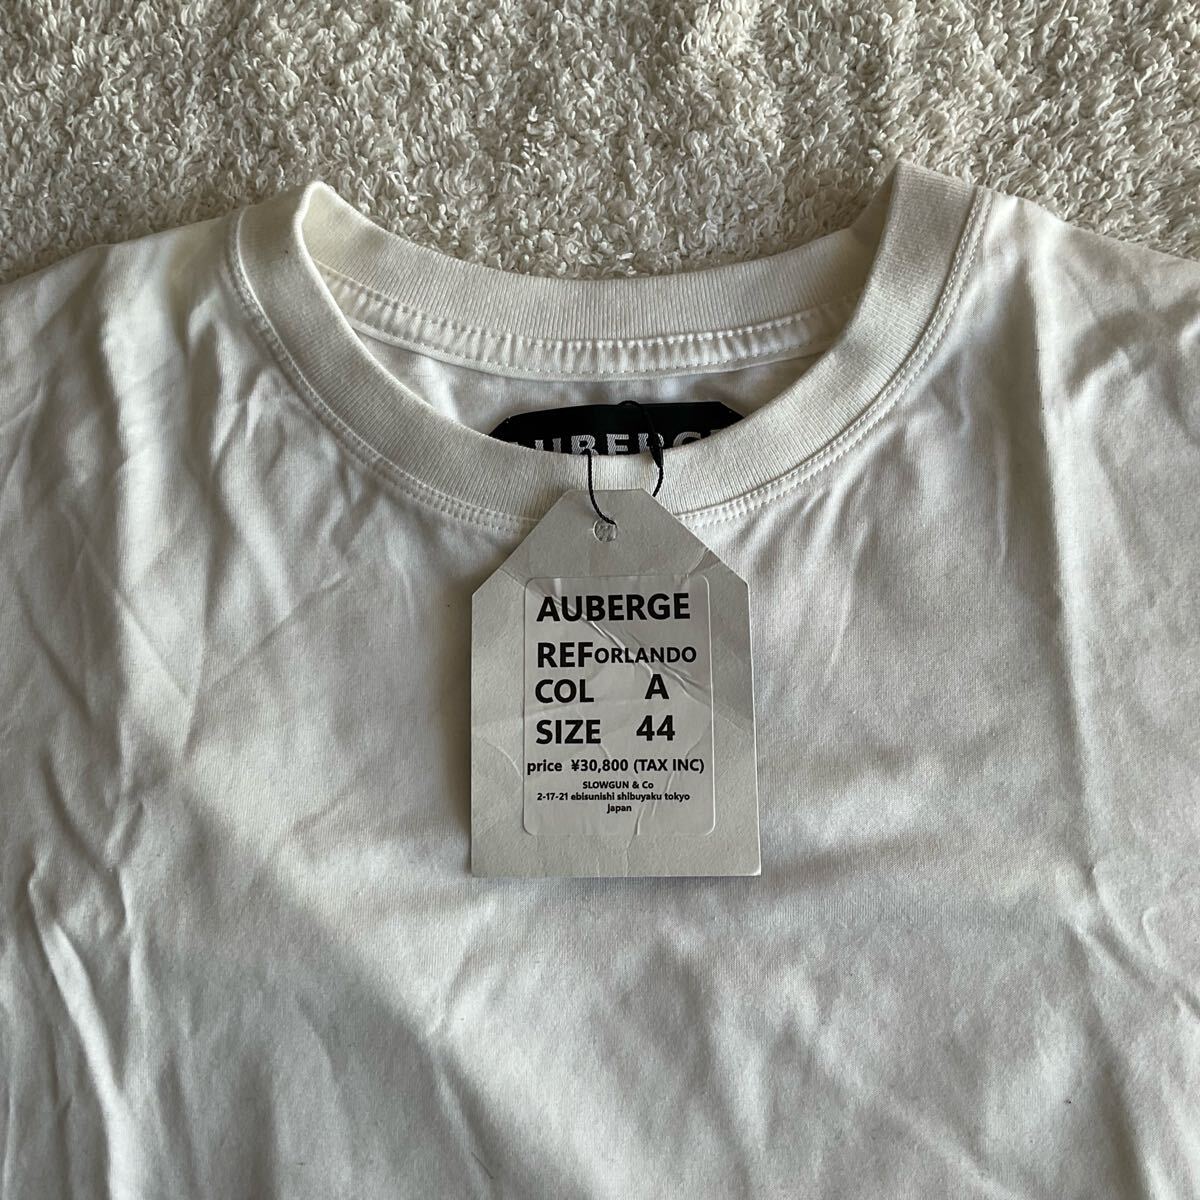 AUBERGE
AUBERGE
REF ORLANDO
COL A
SIZE 44
price ¥30,800 (TAX INC)
SLOWGUN & Co
2-17-21 ebisunishi shibuyaku tokyo
Japan